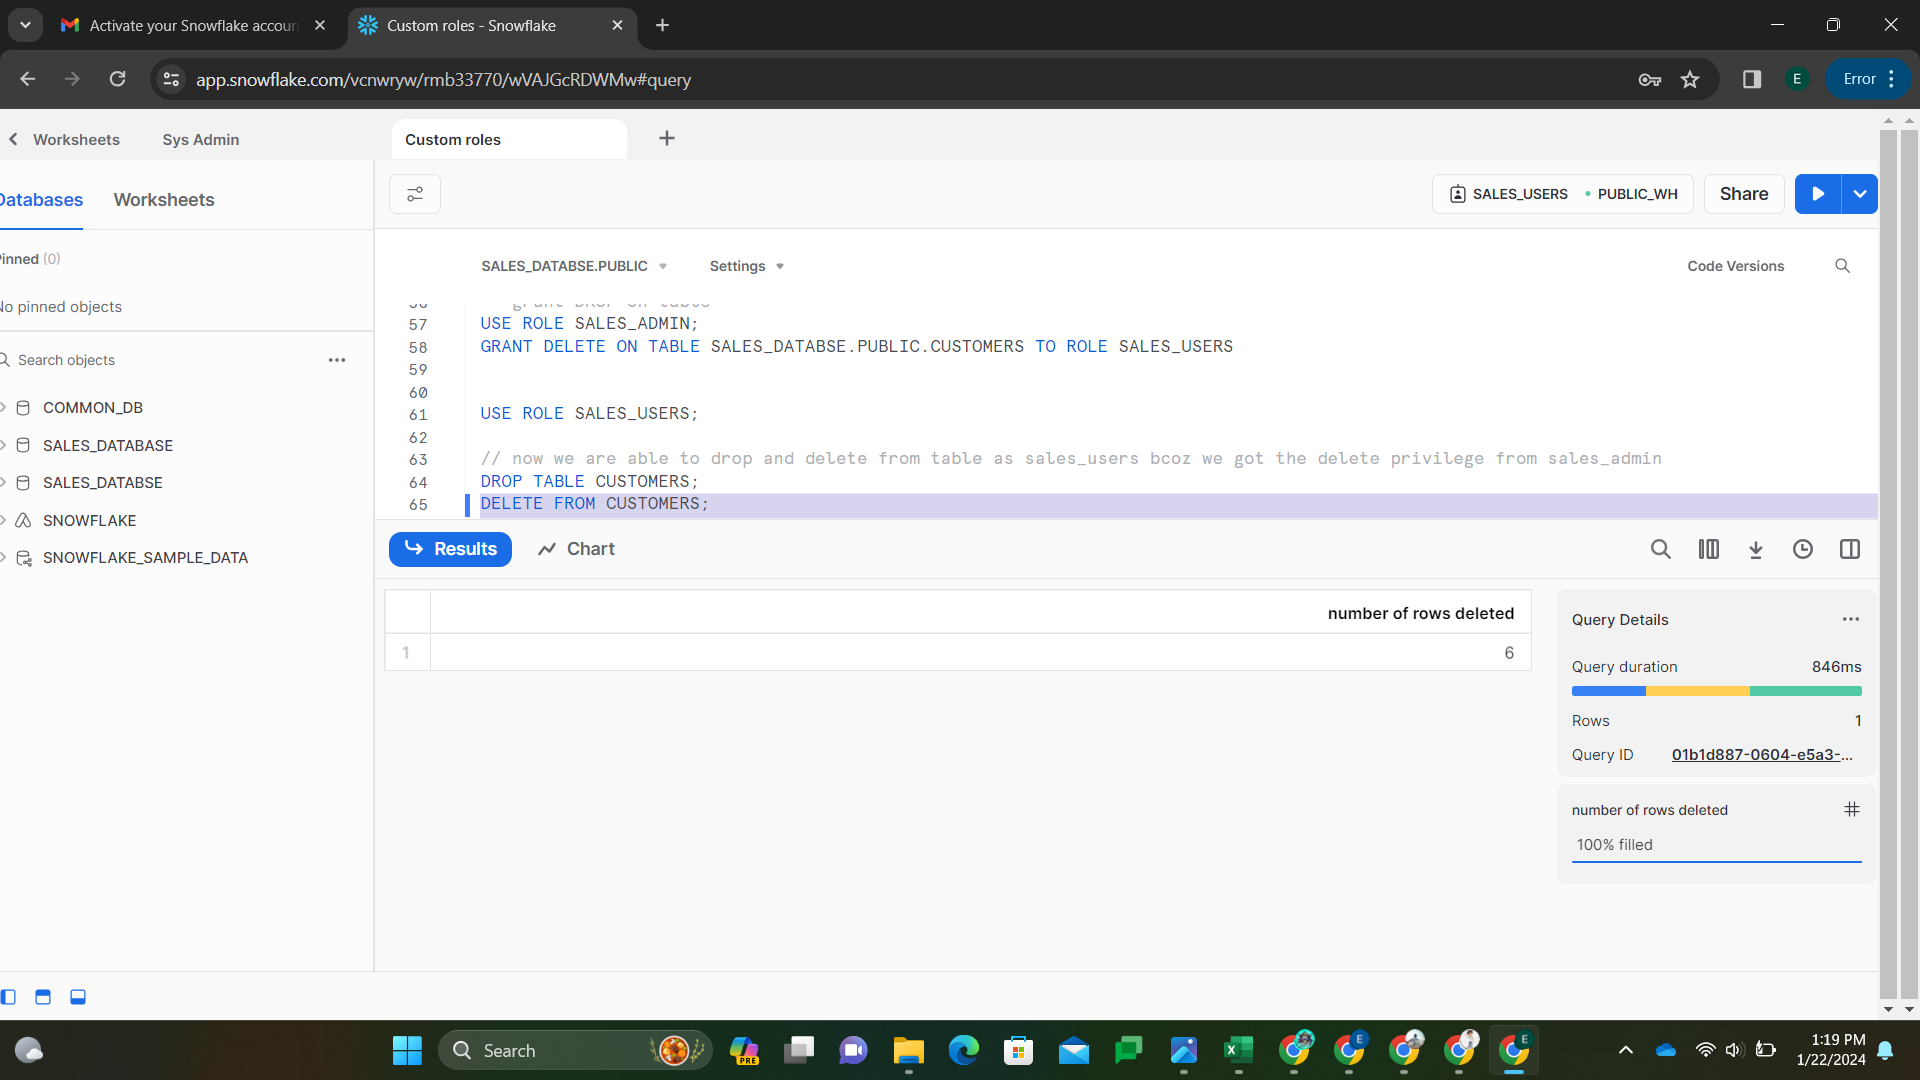 Activate your Snowflake accoun
Custom roles - Snowflake
app.snowflake.com/vcnwryw/rmb33770/wVAJGcRDWMw#query
E
Error
Worksheets
Sys Admin
Custom roles
Databases
Worksheets
SALES_USERS
PUBLIC_WH
Share
Pinned (0)
No pinned objects
Search objects
COMMON_DB
SALES_DATABASE
SALES_DATABSE
SNOWFLAKE
SNOWFLAKE_SAMPLE_DATA
SALES_DATABSE.PUBLIC
Settings
Code Versions
56 grant DROP on table
57 USE ROLE SALES_ADMIN;
58 GRANT DELETE ON TABLE SALES_DATABSE.PUBLIC.CUSTOMERS TO ROLE SALES_USERS
59
60
61 USE ROLE SALES_USERS;
62
63 // now we are able to drop and delete from table as sales_users bcoz we got the delete privilege from sales_admin
64 DROP TABLE CUSTOMERS;
65 DELETE FROM CUSTOMERS;
Results
Chart
number of rows deleted
1 6
Query Details
Query duration 846ms
Rows 1
Query ID 01b1d887-0604-e5a3-...
number of rows deleted
100% filled
Search
PRE
E
E
1:19 PM
1/22/2024